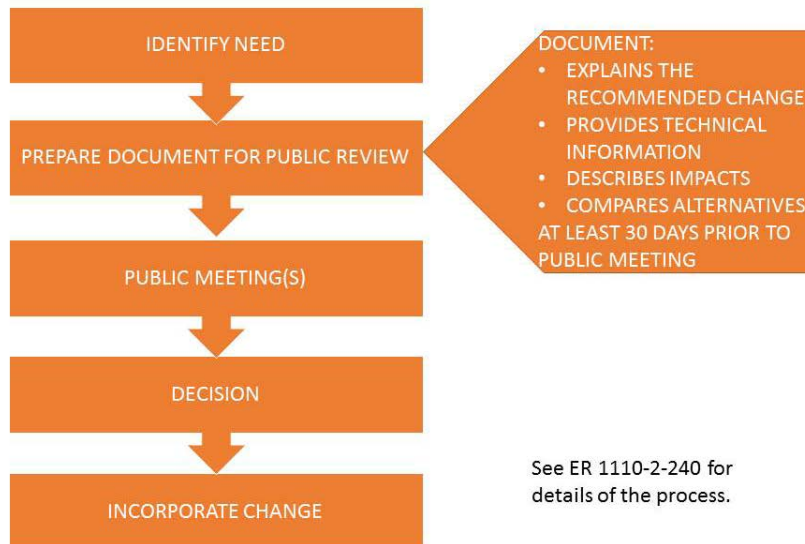 IDENTIFY NEED
PREPARE DOCUMENT FOR PUBLIC REVIEW
PUBLIC MEETING(S)
DECISION
INCORPORATE CHANGE
DOCUMENT:
• EXPLAINS THE
RECOMMENDED CHANGE
• PROVIDES TECHNICAL
INFORMATION
• DESCRIBES IMPACTS
• COMPARES ALTERNATIVES
AT LEAST 30 DAYS PRIOR TO
PUBLIC MEETING
See ER 1110-2-240 for
details of the process.